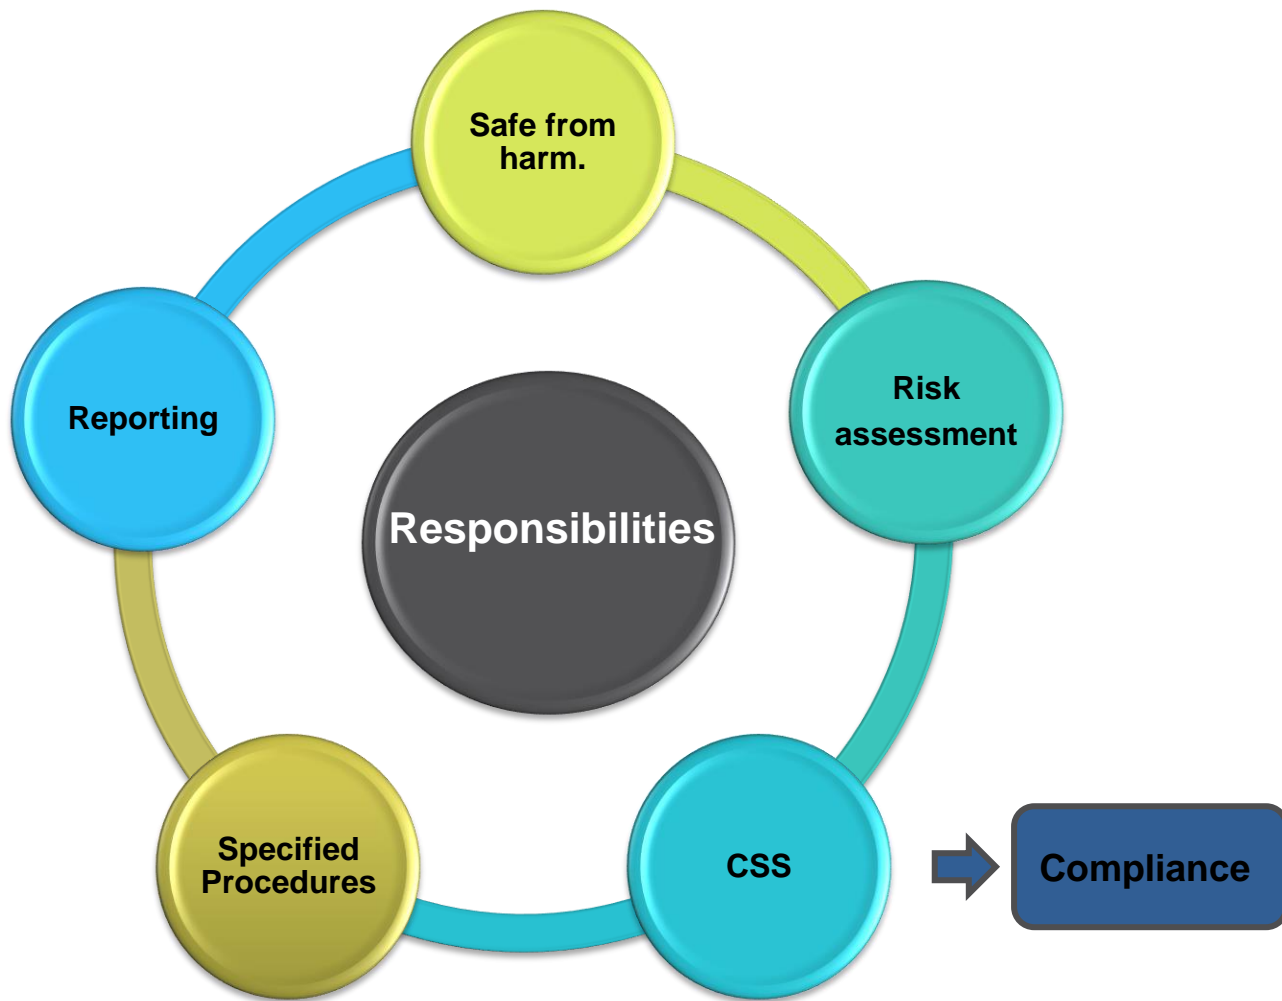 Safe from
harm.
Risk
assessment
Reporting
Responsibilities
Specified
Procedures
CSS
Compliance